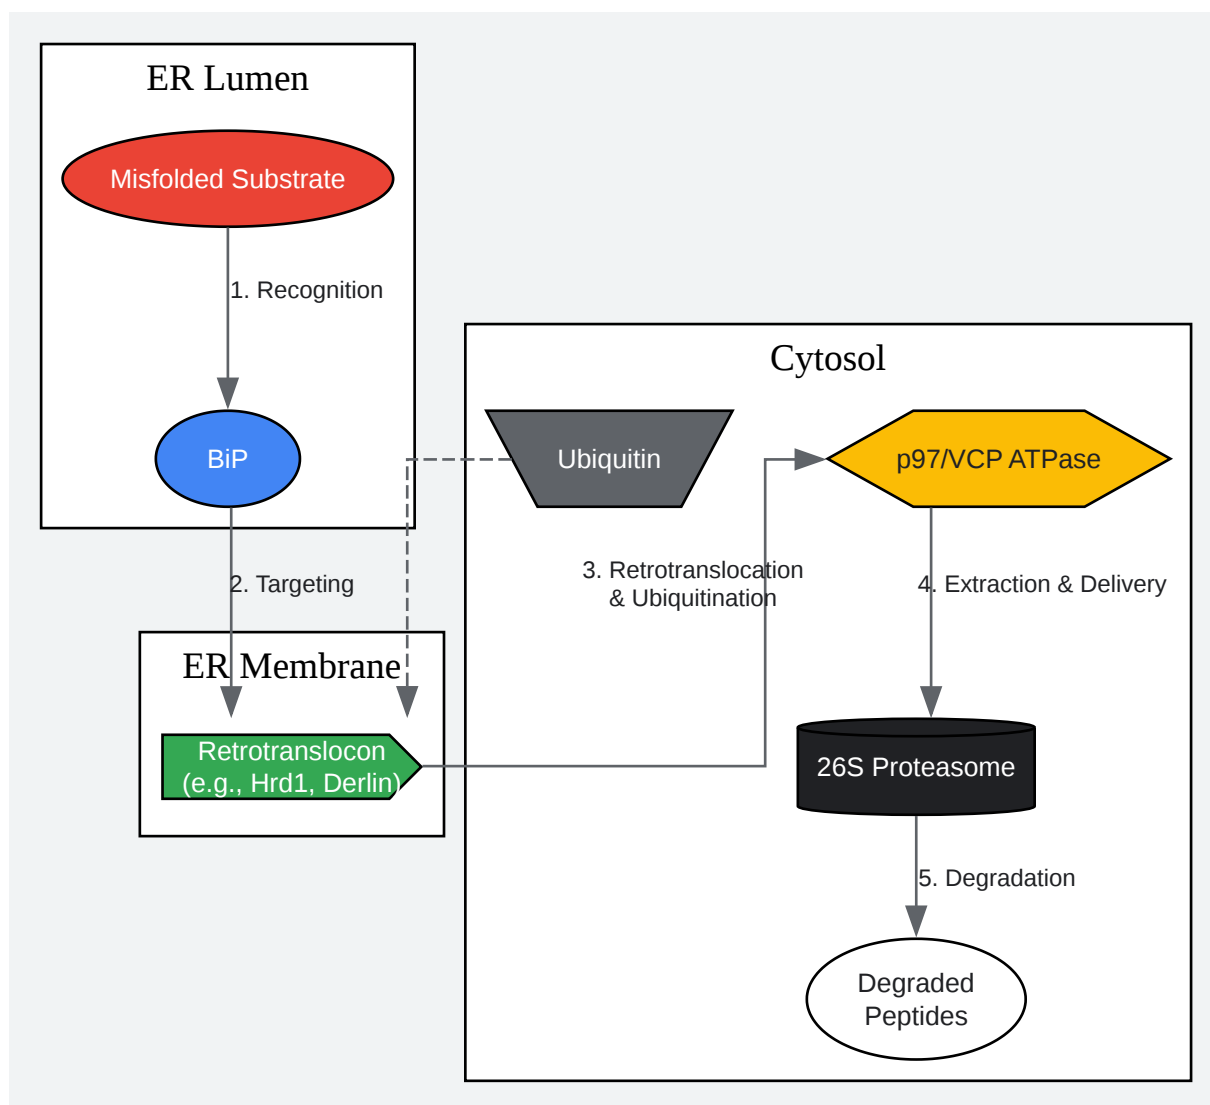 ER Lumen
Misfolded Substrate
1. Recognition
BiP
2. Targeting
ER Membrane
Retrotranslocon
(e.g., Hrd1, Derlin)
Cytosol
Ubiquitin
p97/VCP ATPase
3. Retrotranslocation
& Ubiquitination
4. Extraction & Delivery
26S Proteasome
5. Degradation
Degraded
Peptides